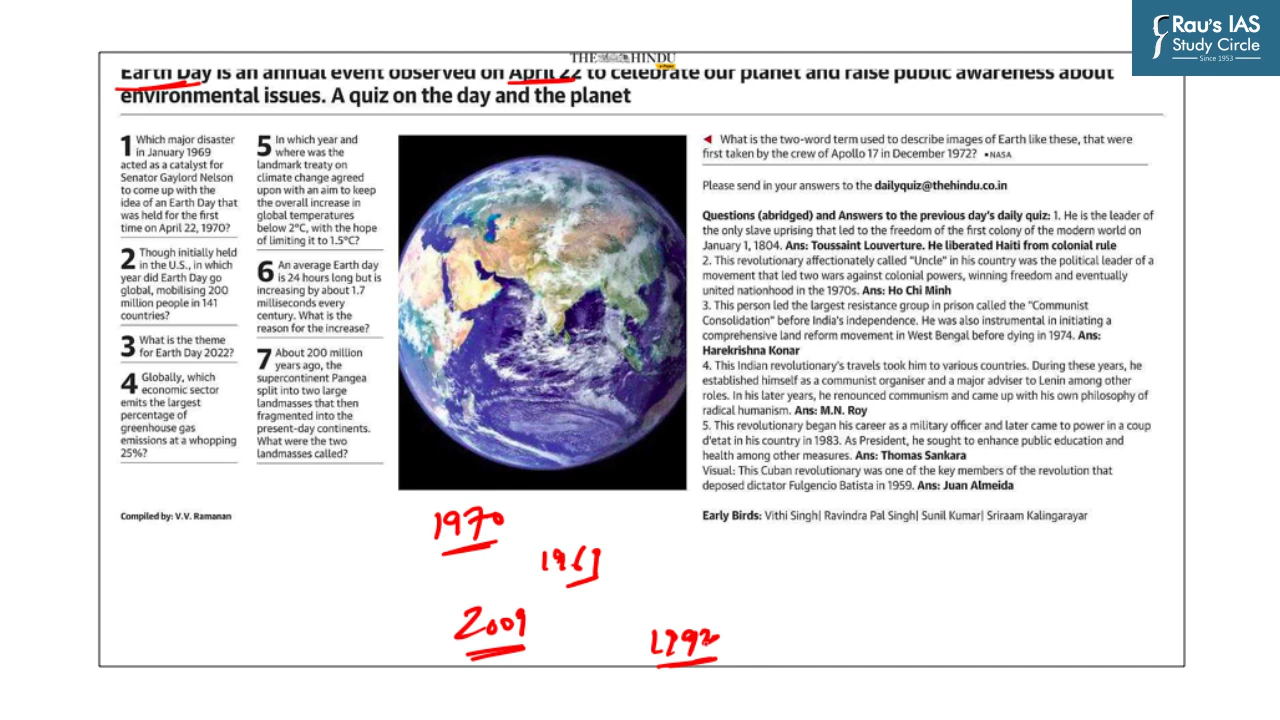 Rau's IAS
Study Circle
Since 1953
THE HINDU
Earth Day is an annual event observed on April 22 to celebrate our planet and raise public awareness about
environmental issues. A quiz on the day and the planet
1 Which major disaster
in January 1969
acted as a catalyst for
Senator Gaylord Nelson
to come up with the
idea of an Earth Day that
was held for the first
time on April 22, 1970?
2 Though initially held
in the U.S., in which
year did Earth Day go
global, mobilising 200
million people in 141
countries?
3 What is the theme
for Earth Day 2022?
4 Globally, which
economic sector
emits the largest
percentage of
greenhouse gas
emissions at a whopping
25%?
Compiled by: V.V. Ramanan
5 In which year and
where was the
landmark treaty on
climate change agreed
upon with an aim to keep
the overall increase in
global temperatures
below 2°C, with the hope
of limiting it to 1.5°C?
6 An average Earth day
is 24 hours long but is
increasing by about 1.7
milliseconds every
century. What is the
reason for the increase?
7 About 200 million
years ago, the
supercontinent Pangea
split into two large
landmasses that then
fragmented into the
present-day continents.
What were the two
landmasses called?
◄ What is the two-word term used to describe images of Earth like these, that were
first taken by the crew of Apollo 17 in December 1972? • NASA
Please send in your answers to the dailyquiz@thehindu.co.in
Questions (abridged) and Answers to the previous day's daily quiz: 1. He is the leader of
the only slave uprising that led to the freedom of the first colony of the modern world on
January 1, 1804. Ans: Toussaint Louverture. He liberated Haiti from colonial rule
2. This revolutionary affectionately called "Uncle" in his country was the political leader of a
movement that led two wars against colonial powers, winning freedom and eventually
united nationhood in the 1970s. Ans: Ho Chi Minh
3. This person led the largest resistance group in prison called the "Communist
Consolidation" before India's independence. He was also instrumental in initiating a
comprehensive land reform movement in West Bengal before dying in 1974. Ans:
Harekrishna Konar
4. This Indian revolutionary's travels took him to various countries. During these years, he
established himself as a communist organiser and a major adviser to Lenin among other
roles. In his later years, he renounced communism and came up with his own philosophy of
radical humanism. Ans: M.N. Roy
5. This revolutionary began his career as a military officer and later came to power in a coup
d'etat in his country in 1983. As President, he sought to enhance public education and
health among other measures. Ans: Thomas Sankara
Visual: This Cuban revolutionary was one of the key members of the revolution that
deposed dictator Fulgencio Batista in 1959. Ans: Juan Almeida
Early Birds: Vithi Singh| Ravindra Pal Singh| Sunil Kumar| Sriraam Kalingarayar
1970
2009